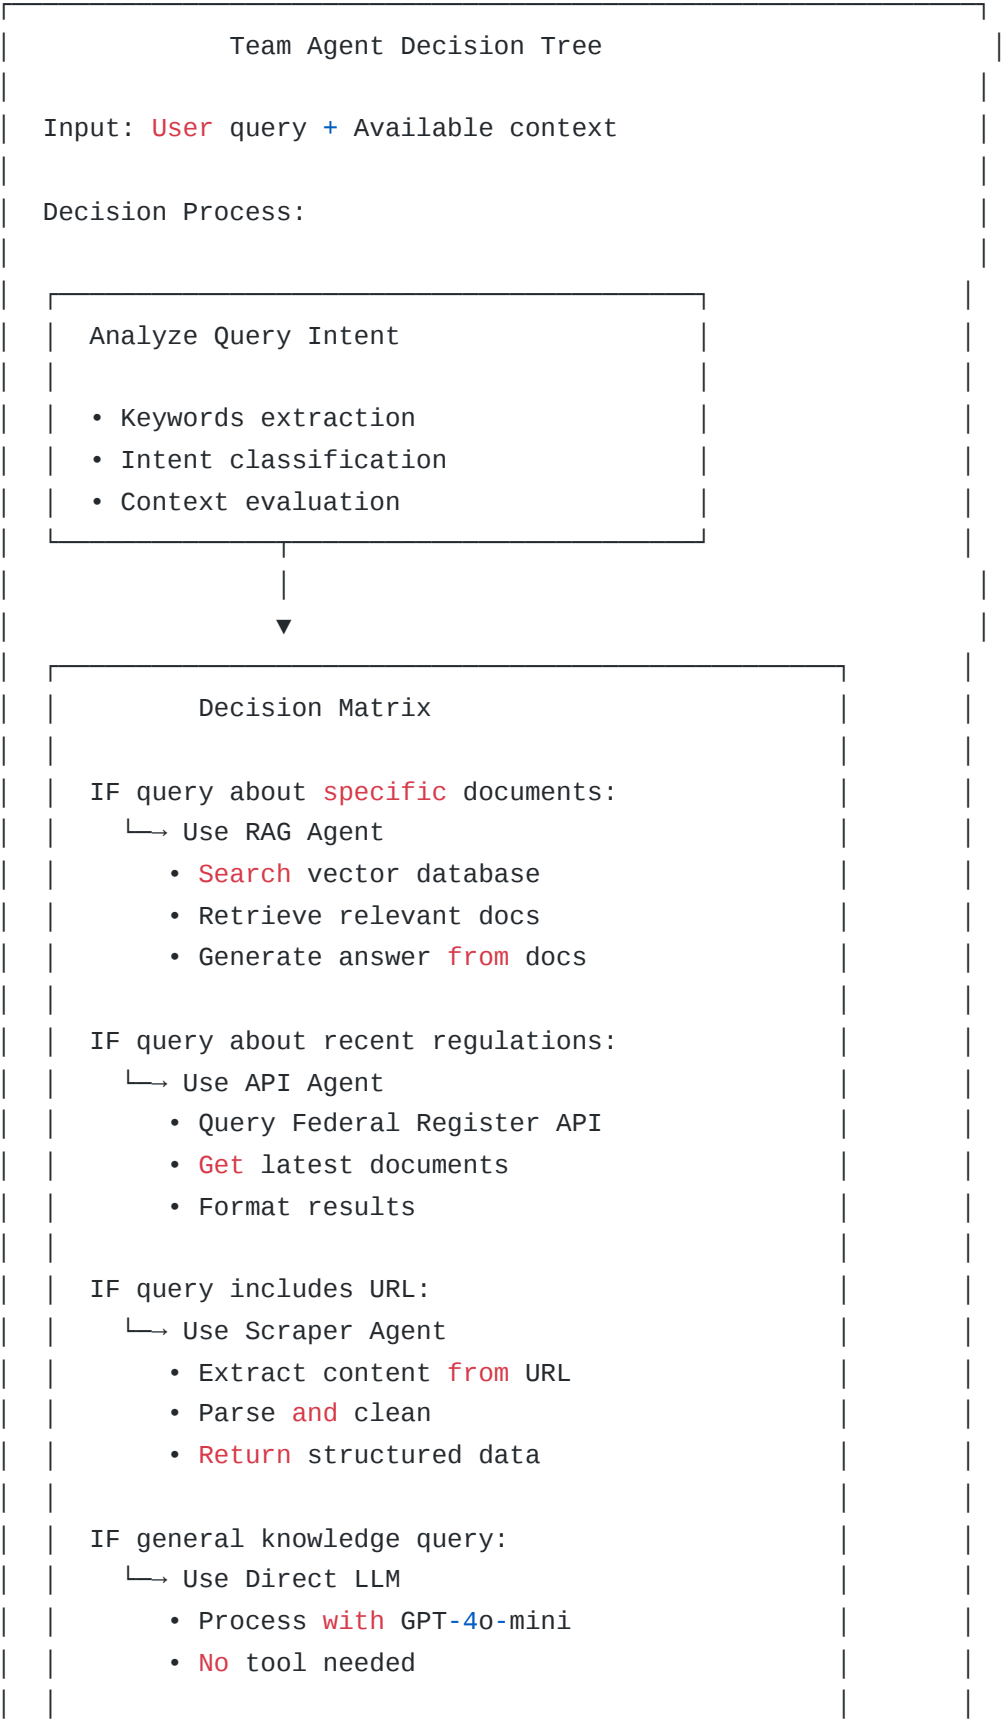 Team Agent Decision Tree
Input: User query + Available context
Decision Process:
Analyze Query Intent
• Keywords extraction
• Intent classification
• Context evaluation
▼
Decision Matrix
IF query about specific documents:
└─→ Use RAG Agent
• Search vector database
• Retrieve relevant docs
• Generate answer from docs
IF query about recent regulations:
└─→ Use API Agent
• Query Federal Register API
• Get latest documents
• Format results
IF query includes URL:
└─→ Use Scraper Agent
• Extract content from URL
• Parse and clean
• Return structured data
IF general knowledge query:
└─→ Use Direct LLM
• Process with GPT-4o-mini
• No tool needed